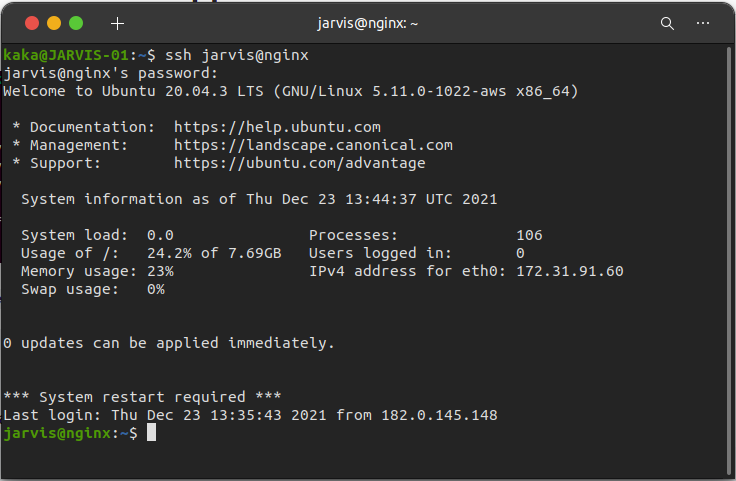 jarvis@nginx: ~
kaka@JARVIS-01:~$ ssh jarvis@nginx
jarvis@nginx's password:
Welcome to Ubuntu 20.04.3 LTS (GNU/Linux 5.11.0-1022-aws x86_64)
* Documentation:  https://help.ubuntu.com
* Management:     https://landscape.canonical.com
* Support:        https://ubuntu.com/advantage
System information as of Thu Dec 23 13:44:37 UTC 2021
System load:  0.0               Processes:             106
Usage of /:   24.2% of 7.69GB   Users logged in:       0
Memory usage: 23%               IPv4 address for eth0: 172.31.91.60
Swap usage:   0%
0 updates can be applied immediately.
*** System restart required ***
Last login: Thu Dec 23 13:35:43 2021 from 182.0.145.148
jarvis@nginx:~$